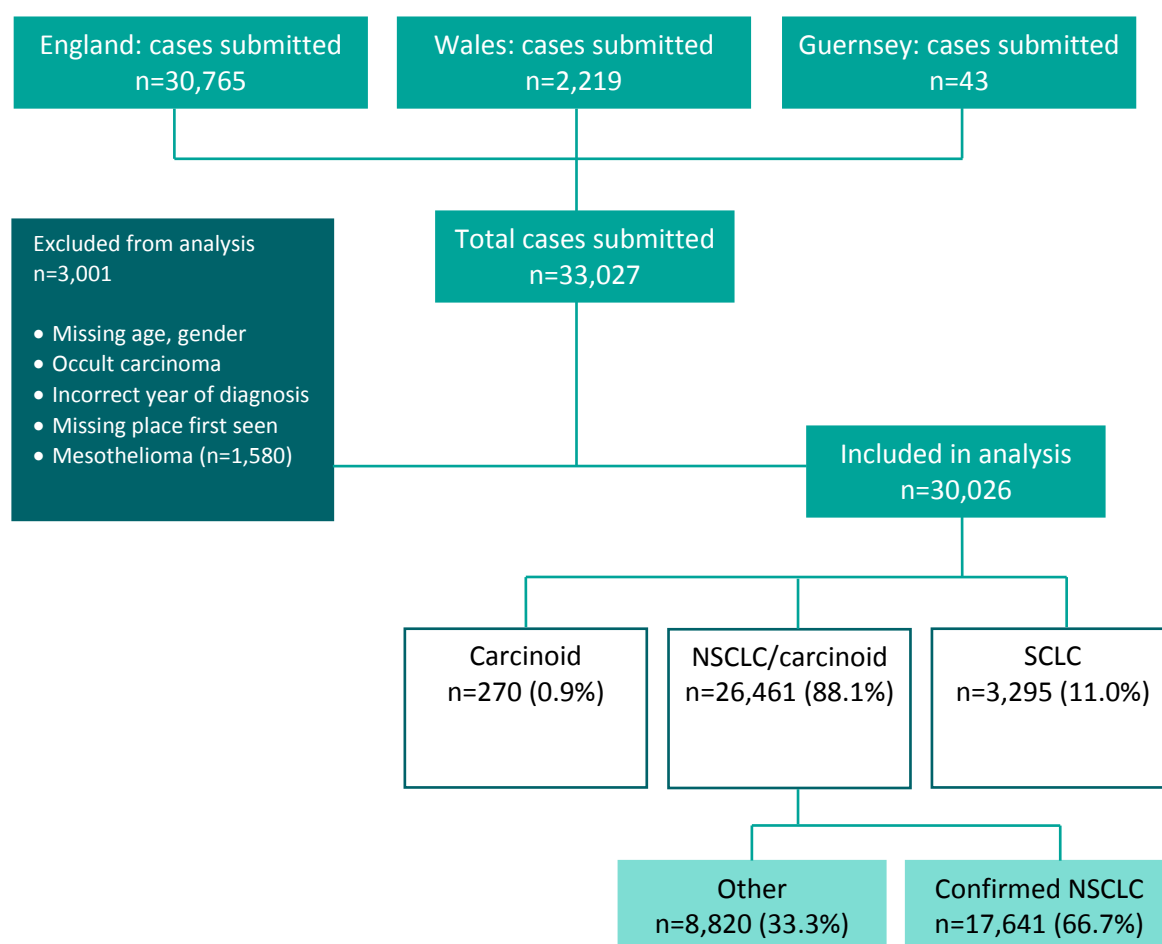 England: cases submitted
n=30,765
Wales: cases submitted
n=2,219
Guernsey: cases submitted
n=43
Total cases submitted
n=33,027
Excluded from analysis
n=3,001
• Missing age, gender
• Occult carcinoma
• Incorrect year of diagnosis
• Missing place first seen
• Mesothelioma (n=1,580)
Included in analysis
n=30,026
Carcinoid
n=270 (0.9%)
NSCLC/carcinoid
n=26,461 (88.1%)
SCLC
n=3,295 (11.0%)
Other
n=8,820 (33.3%)
Confirmed NSCLC
n=17,641 (66.7%)